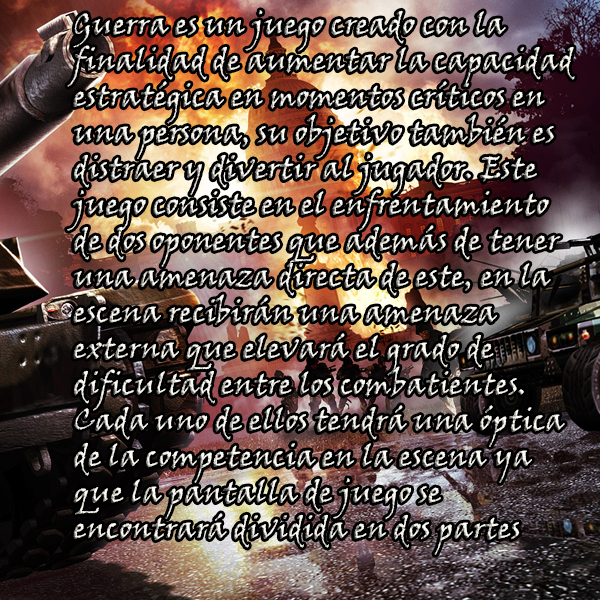 Guerra es un juego creado con la
finalidad de aumentar la capacidad
estratégica en momentos críticos en
una persona, su objetivo también es
distraer y divertir al jugador. Este
juego consiste en el enfrentamiento
de dos oponentes que además de tener
una amenaza directa de este, en la
escena recibirán una amenaza
externa que elevará el grado de
dificultad entre los combatientes.
Cada uno de ellos tendrá una óptica
de la competencia en la escena ya
que la pantalla de juego se
encontrará dividida en dos partes